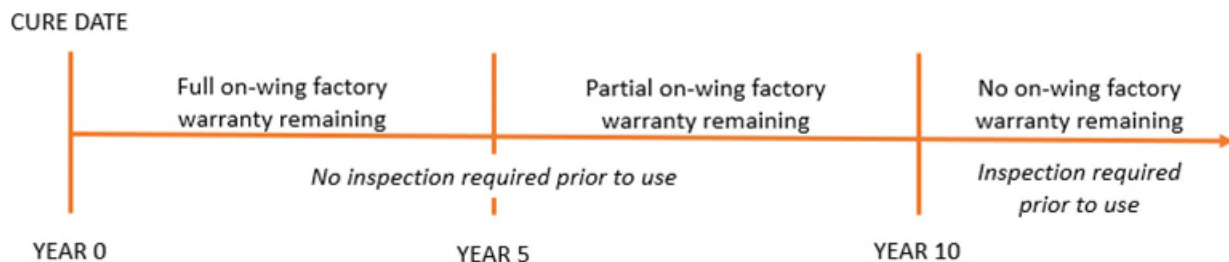 CURE DATE
Full on-wing factory
warranty remaining
Partial on-wing factory
warranty remaining
No on-wing factory
warranty remaining
No inspection required prior to use
Inspection required
prior to use
YEAR 0
YEAR 5
YEAR 10